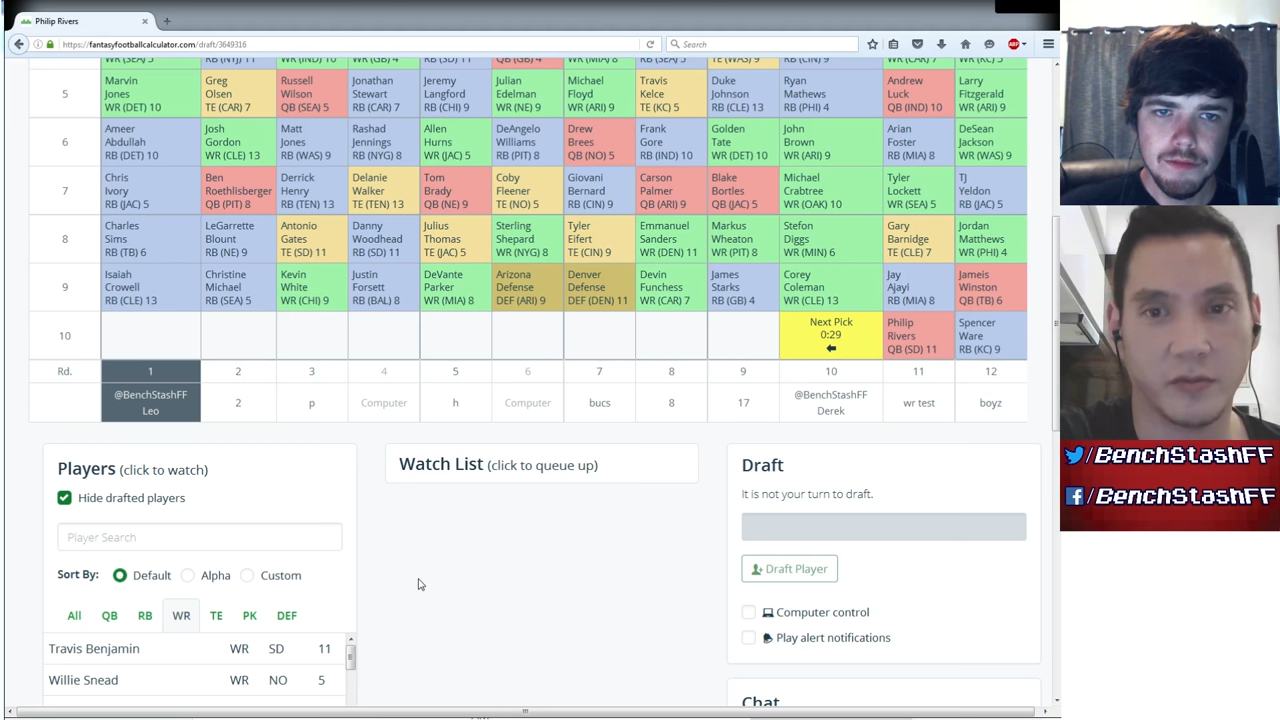 Philip Rivers
https://fantasyfootballcalculator.com/draft/3649316
Search
ABP
5 Marvin Jones WR (DET) 10 Greg Olsen TE (CAR) 7 Russell Wilson QB (SEA) 5 Jonathan Stewart RB (CAR) 7 Jeremy Langford RB (CHI) 9 Julian Edelman WR (NE) 9 Michael Floyd WR (ARI) 9 Travis Kelce TE (KC) 5 Duke Johnson RB (CLE) 13 Ryan Mathews RB (PHI) 4 Andrew Luck QB (IND) 10 Larry Fitzgerald WR (ARI) 9
6 Ameer Abdullah RB (DET) 10 Josh Gordon WR (CLE) 13 Matt Jones RB (WAS) 9 Rashad Jennings RB (NYG) 8 Allen Hurns WR (JAC) 5 DeAngelo Williams RB (PIT) 8 Drew Brees QB (NO) 5 Frank Gore RB (IND) 10 Golden Tate WR (DET) 10 John Brown WR (ARI) 9 Arian Foster RB (MIA) 8 DeSean Jackson WR (WAS) 9
7 Chris Ivory RB (JAC) 5 Ben Roethlisberger QB (PIT) 8 Derrick Henry RB (TEN) 13 Delanie Walker TE (TEN) 13 Tom Brady QB (NE) 9 Coby Fleener TE (NO) 5 Giovani Bernard RB (CIN) 9 Carson Palmer QB (ARI) 9 Blake Bortles QB (JAC) 5 Michael Crabtree WR (OAK) 10 Tyler Lockett WR (SEA) 5 TJ Yeldon RB (JAC) 5
8 Charles Sims RB (TB) 6 LeGarrette Blount RB (NE) 9 Antonio Gates TE (SD) 11 Danny Woodhead RB (SD) 11 Julius Thomas TE (JAC) 5 Sterling Shepard WR (NYG) 8 Tyler Eifert TE (CIN) 9 Emmanuel Sanders WR (DEN) 11 Markus Wheaton WR (PIT) 8 Stefon Diggs WR (MIN) 6 Gary Barnidge TE (CLE) 7 Jordan Matthews WR (PHI) 4
9 Isaiah Crowell RB (CLE) 13 Christine Michael RB (SEA) 5 Kevin White WR (CHI) 9 Justin Forsett RB (BAL) 8 DeVante Parker WR (MIA) 8 Arizona Defense DEF (ARI) 9 Denver Defense DEF (DEN) 11 Devin Funchess WR (CAR) 7 James Starks RB (GB) 4 Corey Coleman WR (CLE) 13 Jay Ajayi RB (MIA) 8 Jameis Winston QB (TB) 6
10 Next Pick 0:29 Philip Rivers QB (SD) 11 Spencer Ware RB (KC) 9
Rd. 1 2 3 4 5 6 7 8 9 10 11 12
@BenchStashFF Leo 2 p Computer h Computer bucs 8 17 @BenchStashFF Derek wr test boyz
Players (click to watch)
Hide drafted players
Player Search
Sort By: Default Alpha Custom
All QB RB WR TE PK DEF
Travis Benjamin WR SD 11
Willie Snead WR NO 5
Watch List (click to queue up)
Draft
It is not your turn to draft.
Draft Player
Computer control
Play alert notifications
Chat
/BenchStashFF
/BenchStashFF